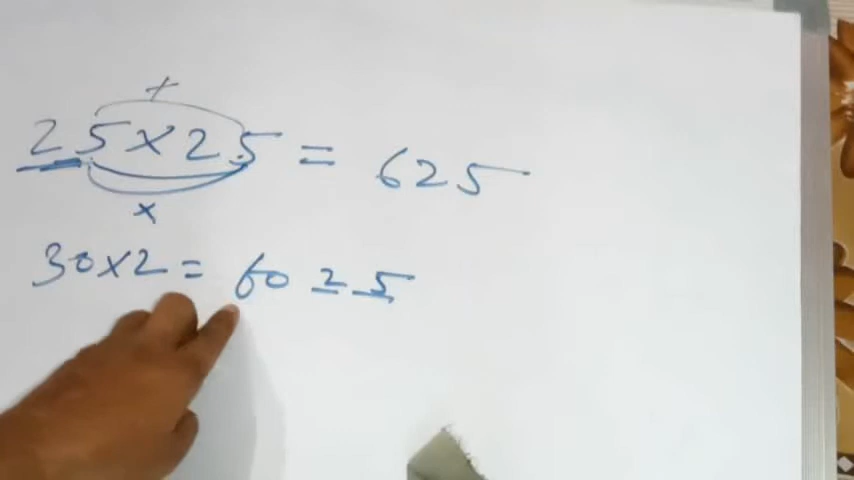 +
25×25 = 625
×
30×2 = 60 25